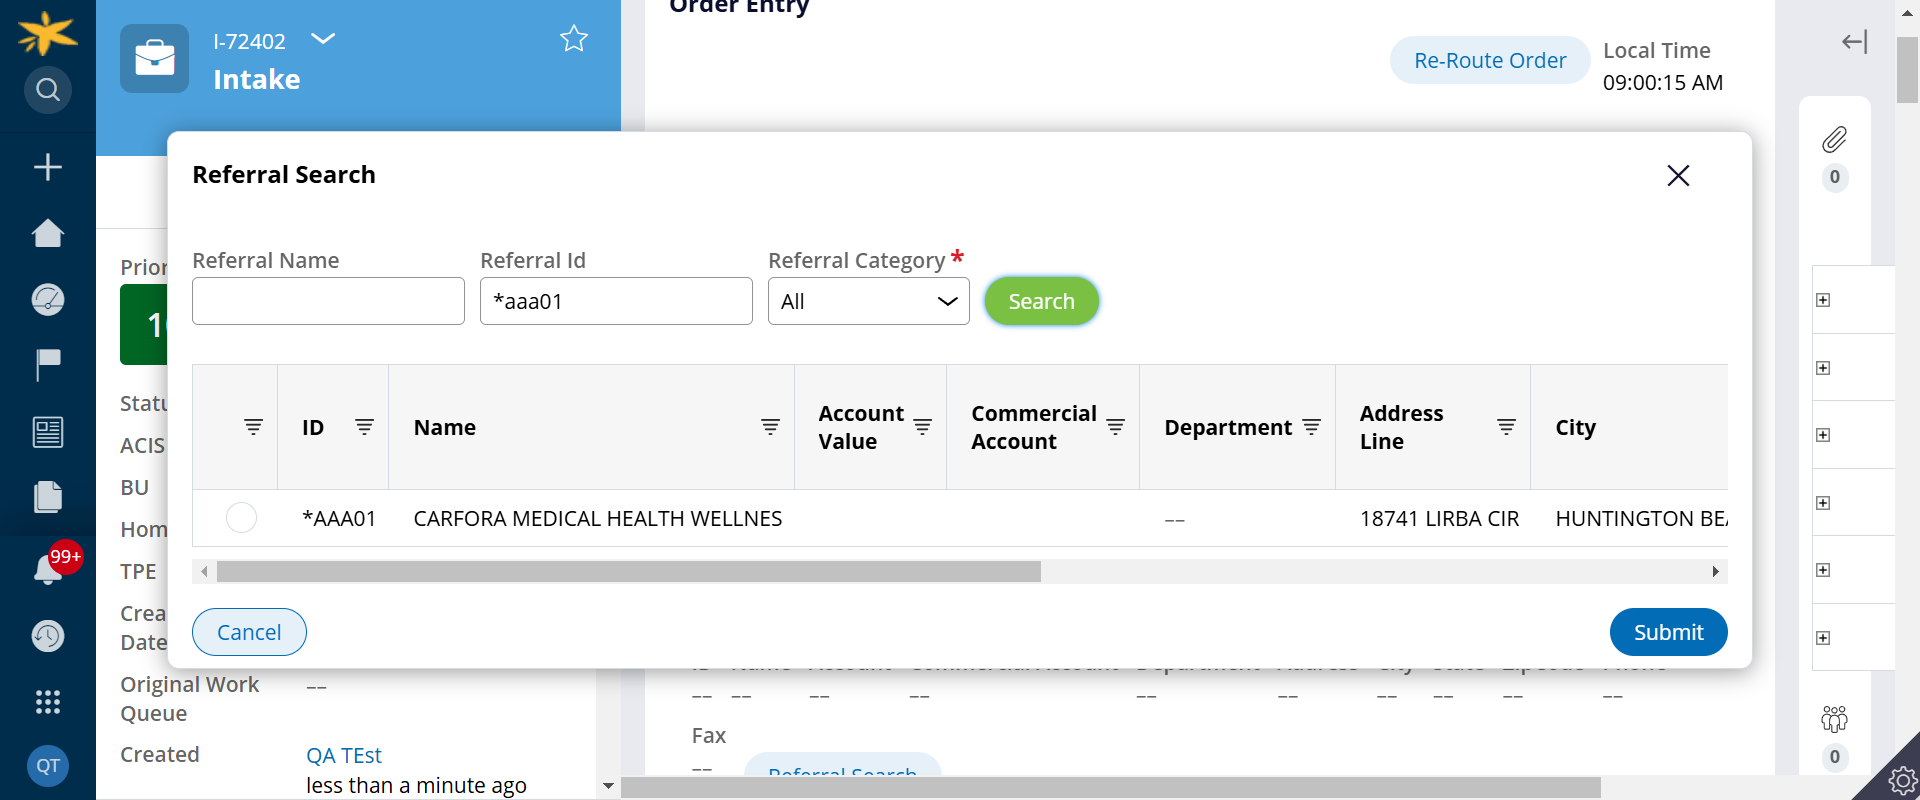 Order Entry
I-72402
Intake
Re-Route Order
Local Time
09:00:15 AM
Referral Search
0
Referral Name
Referral Id
Referral Category *
*aaa01
All
Search
Prior
1
ID
Name
Account Value
Commercial Account
Department
Address Line
City
Statu
ACIS
BU
Hom
TPE
Crea
Date
*AAA01
CARFORA MEDICAL HEALTH WELLNES
––
18741 LIRBA CIR
HUNTINGTON BEA
99+
Cancel
Submit
Original Work Queue
––
–– –– –– –– –– –– –– –– –– ––
Fax
––
Referral Search
Created
QA TEst
less than a minute ago
QT
0